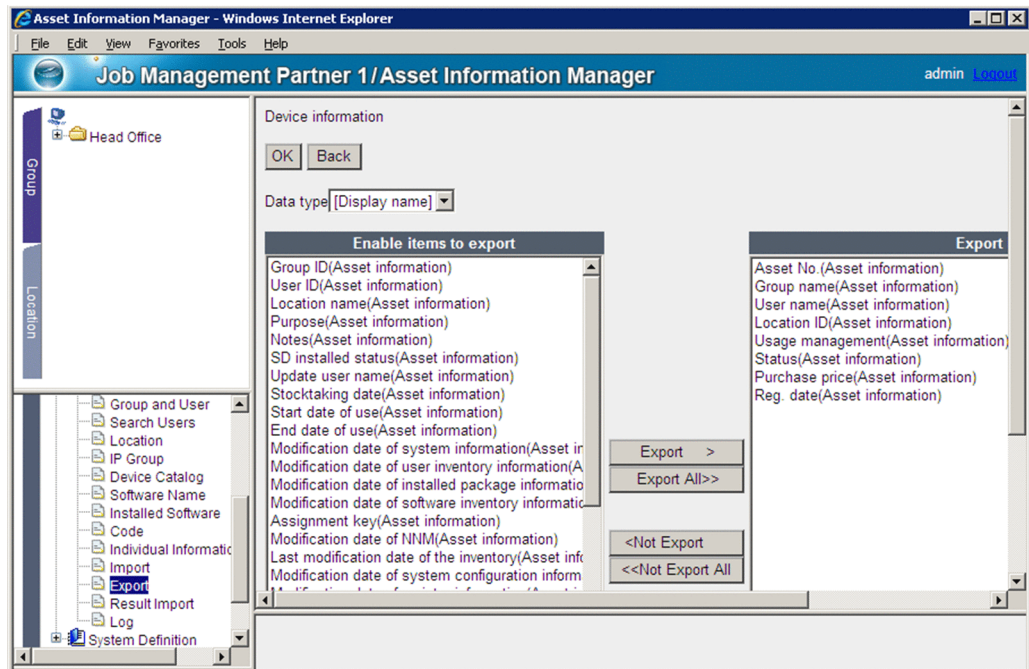 Asset Information Manager - Windows Internet Explorer
File Edit View Favorites Tools Help
Job Management Partner 1/Asset Information Manager
admin Logout
Group
Location
Head Office
Device information
OK Back
Data type [Display name]
Enable items to export
Group ID(Asset information)
User ID(Asset information)
Location name(Asset information)
Purpose(Asset information)
Notes(Asset information)
SD installed status(Asset information)
Update user name(Asset information)
Stocktaking date(Asset information)
Start date of use(Asset information)
End date of use(Asset information)
Modification date of system information(Asset in
Modification date of user inventory information(A
Modification date of installed package informatio
Modification date of software inventory informatic
Assignment key(Asset information)
Modification date of NNM(Asset information)
Last modification date of the inventory(Asset info
Modification date of system configuration inform
Export >
Export All>>
<Not Export
<<Not Export All
Export
Asset No.(Asset information)
Group name(Asset information)
User name(Asset information)
Location ID(Asset information)
Usage management(Asset information)
Status(Asset information)
Purchase price(Asset information)
Reg. date(Asset information)
Group and User
Search Users
Location
IP Group
Device Catalog
Software Name
Installed Software
Code
Individual Informatic
Import
Export
Result Import
Log
System Definition